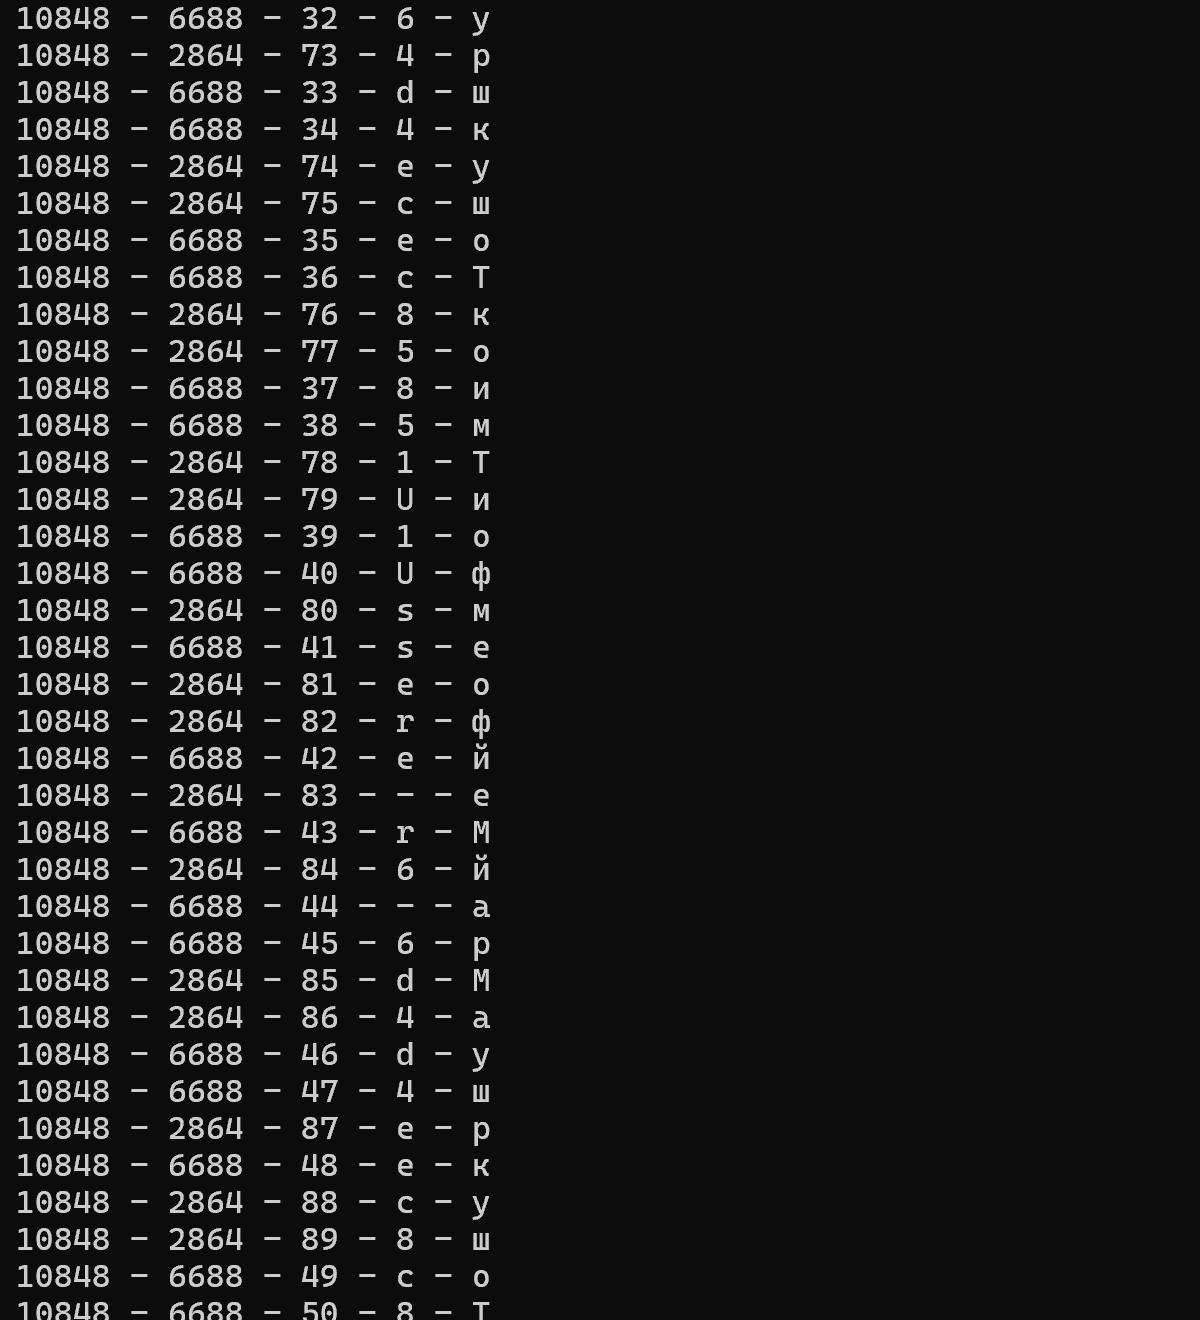 10848 - 6688 - 32 - 6 - у
10848 - 2864 - 73 - 4 - р
10848 - 6688 - 33 - d - ш
10848 - 6688 - 34 - 4 - к
10848 - 2864 - 74 - e - у
10848 - 2864 - 75 - c - ш
10848 - 6688 - 35 - e - о
10848 - 6688 - 36 - c - Т
10848 - 2864 - 76 - 8 - к
10848 - 2864 - 77 - 5 - о
10848 - 6688 - 37 - 8 - и
10848 - 6688 - 38 - 5 - м
10848 - 2864 - 78 - 1 - Т
10848 - 2864 - 79 - U - и
10848 - 6688 - 39 - 1 - о
10848 - 6688 - 40 - U - ф
10848 - 2864 - 80 - s - м
10848 - 6688 - 41 - s - е
10848 - 2864 - 81 - e - о
10848 - 2864 - 82 - r - ф
10848 - 6688 - 42 - e - й
10848 - 2864 - 83 - - - е
10848 - 6688 - 43 - r - М
10848 - 2864 - 84 - 6 - й
10848 - 6688 - 44 - - - а
10848 - 6688 - 45 - 6 - р
10848 - 2864 - 85 - d - М
10848 - 2864 - 86 - 4 - а
10848 - 6688 - 46 - d - у
10848 - 6688 - 47 - 4 - ш
10848 - 2864 - 87 - e - р
10848 - 6688 - 48 - e - к
10848 - 2864 - 88 - c - у
10848 - 2864 - 89 - 8 - ш
10848 - 6688 - 49 - c - о
10848 - 6688 - 50 - 8 - Т